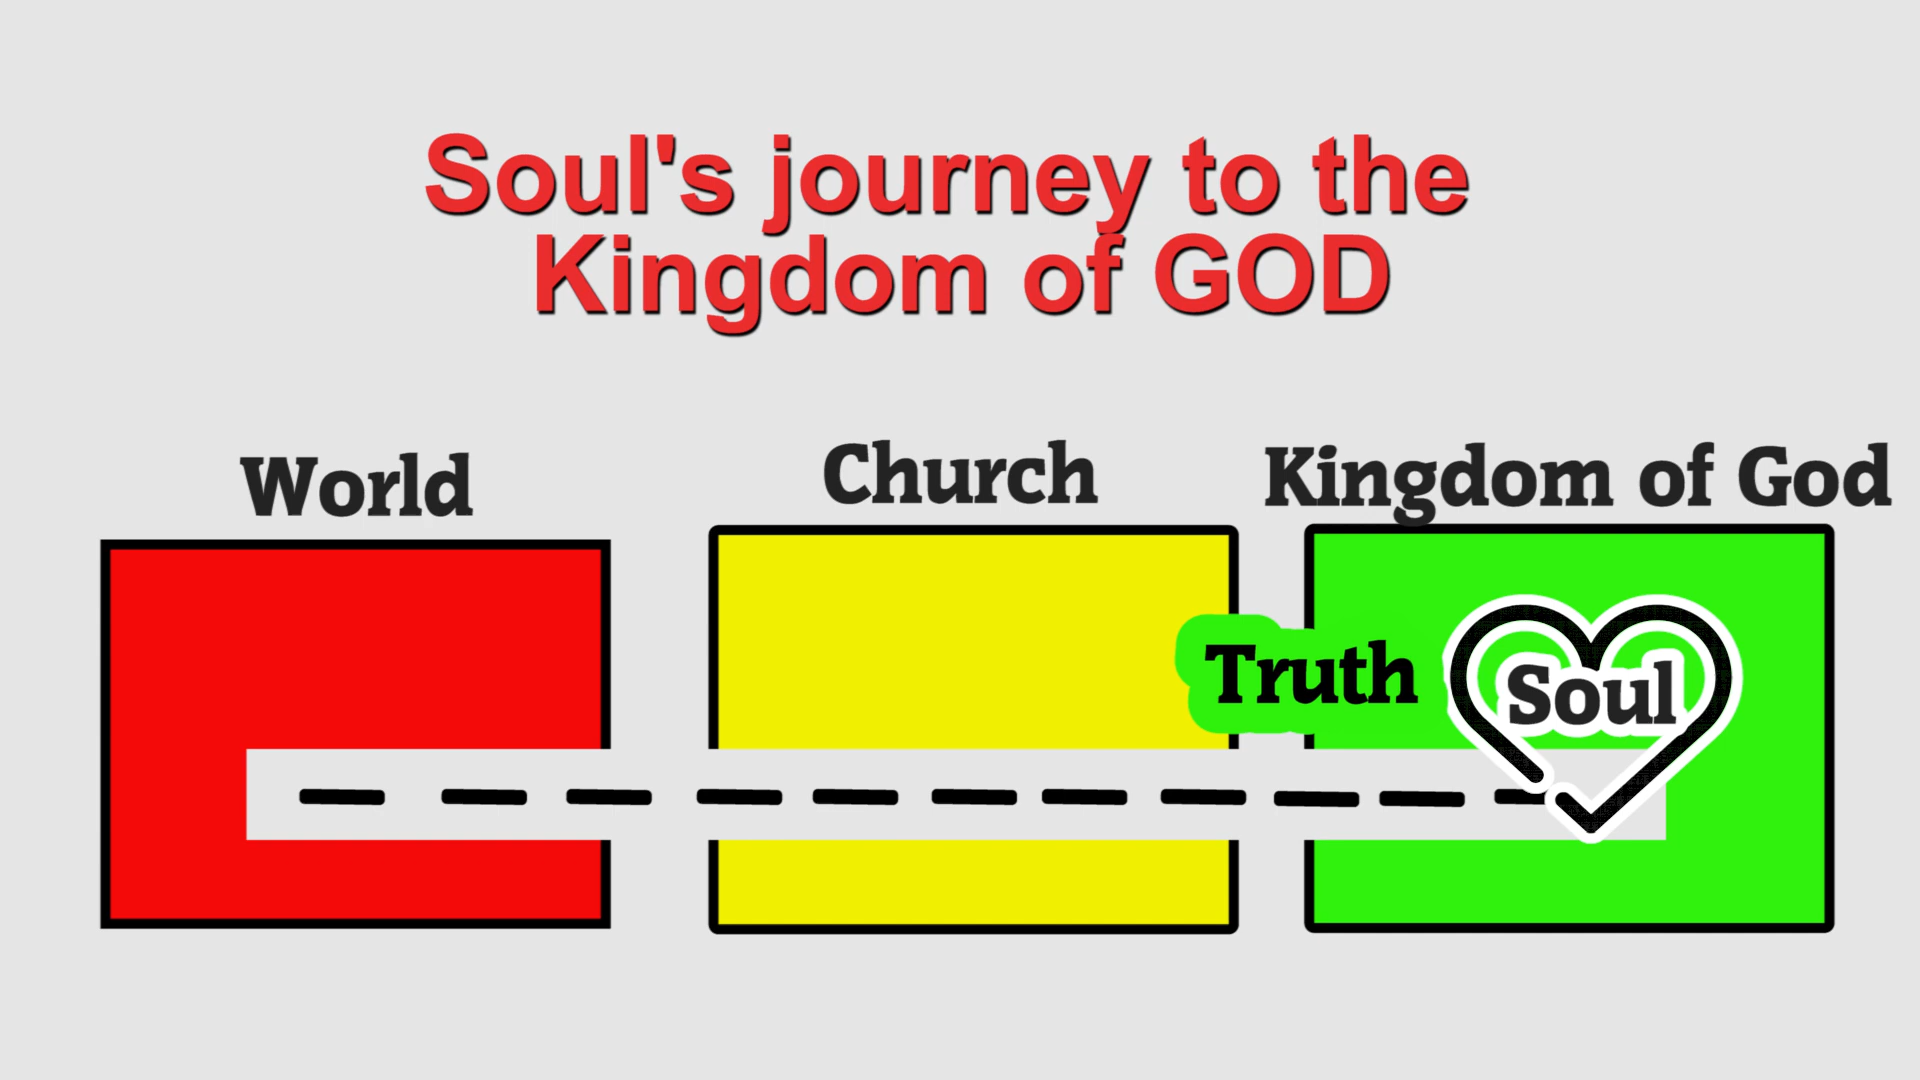 Soul's journey to the
Kingdom of GOD
World
Church
Kingdom of God
Truth
Soul